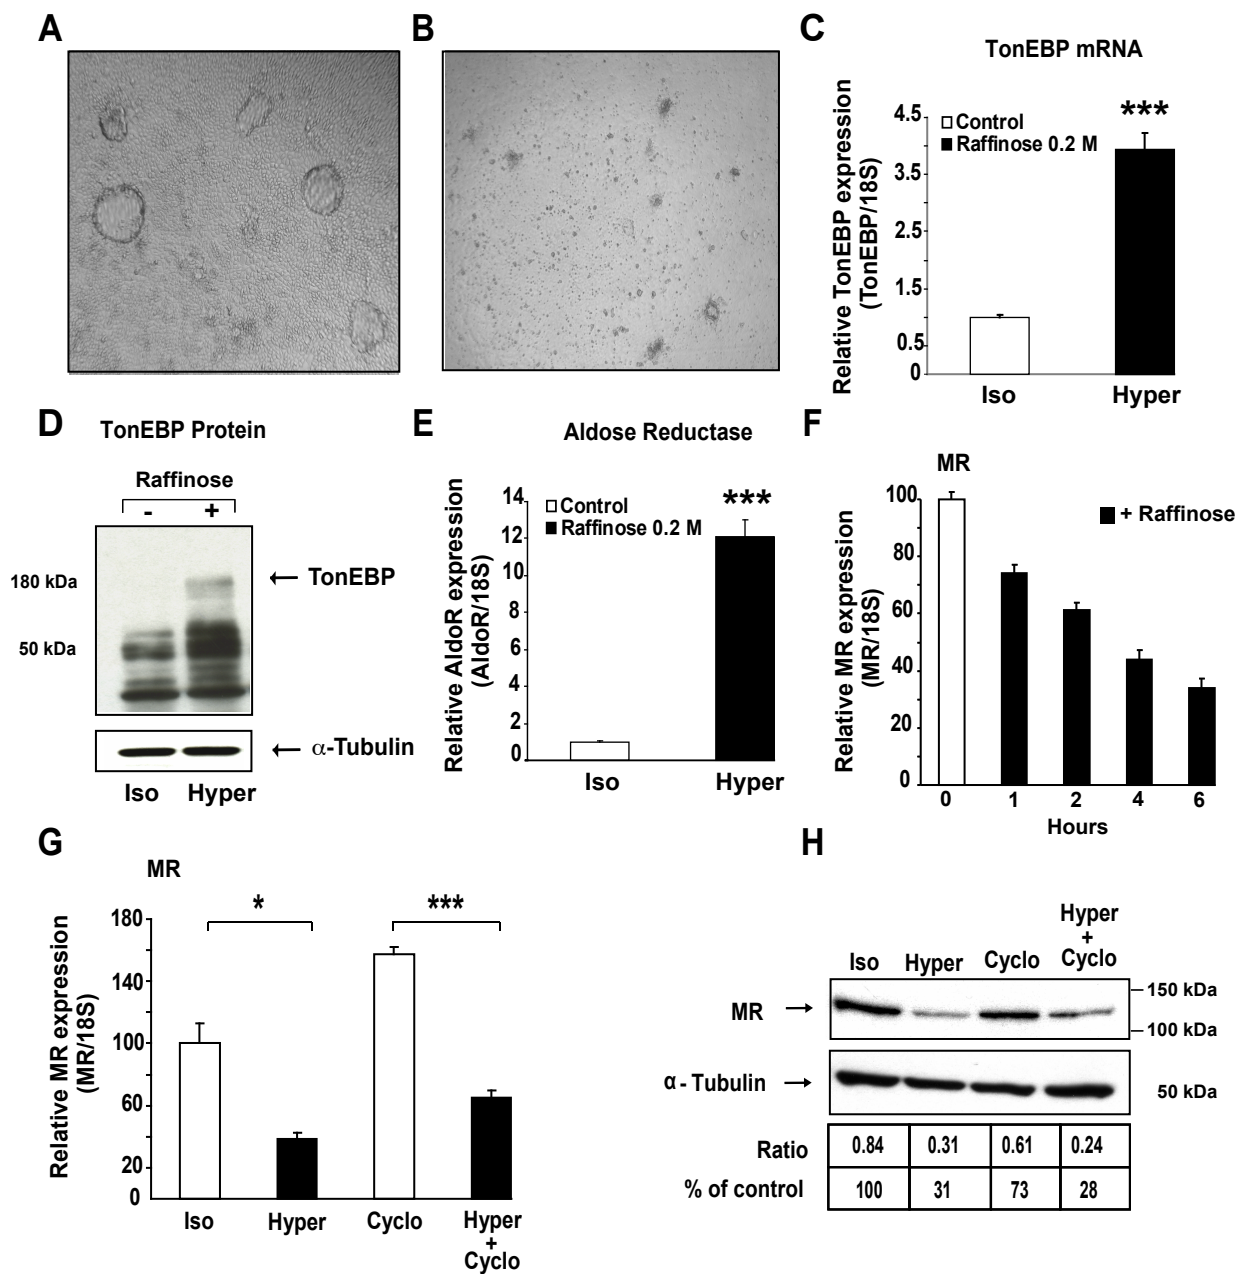 A
B
C
TonEBP mRNA
Relative TonEBP expression
(TonEBP/18S)
4.5
3.5
2.5
1.5
0.5
0
Control
Raffinose 0.2 M
***
Iso
Hyper
D
TonEBP Protein
Raffinose
-
+
180 kDa
50 kDa
TonEBP
α-Tubulin
Iso
Hyper
E
Aldose Reductase
Relative AldoR expression
(AldoR/18S)
14
12
10
8
6
4
2
0
Control
Raffinose 0.2 M
***
Iso
Hyper
F
MR
Relative MR expression
(MR/18S)
100
80
60
40
20
0
+ Raffinose
0
1
2
4
6
Hours
G
MR
Relative MR expression
(MR/18S)
180
140
100
60
20
0
*
***
Iso
Hyper
Cyclo
Hyper
+
Cyclo
H
Iso
Hyper
Cyclo
Hyper
+
Cyclo
MR
150 kDa
100 kDa
α - Tubulin
50 kDa
Ratio
0.84
0.31
0.61
0.24
% of control
100
31
73
28